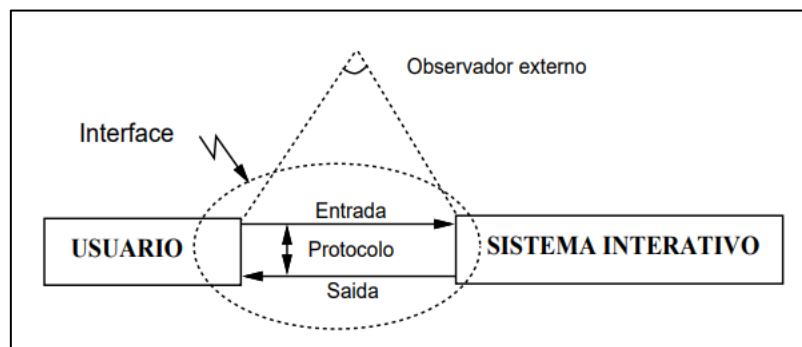 Observador externo
Interface
Entrada
USUARIO
Protocolo
SISTEMA INTERATIVO
Saida